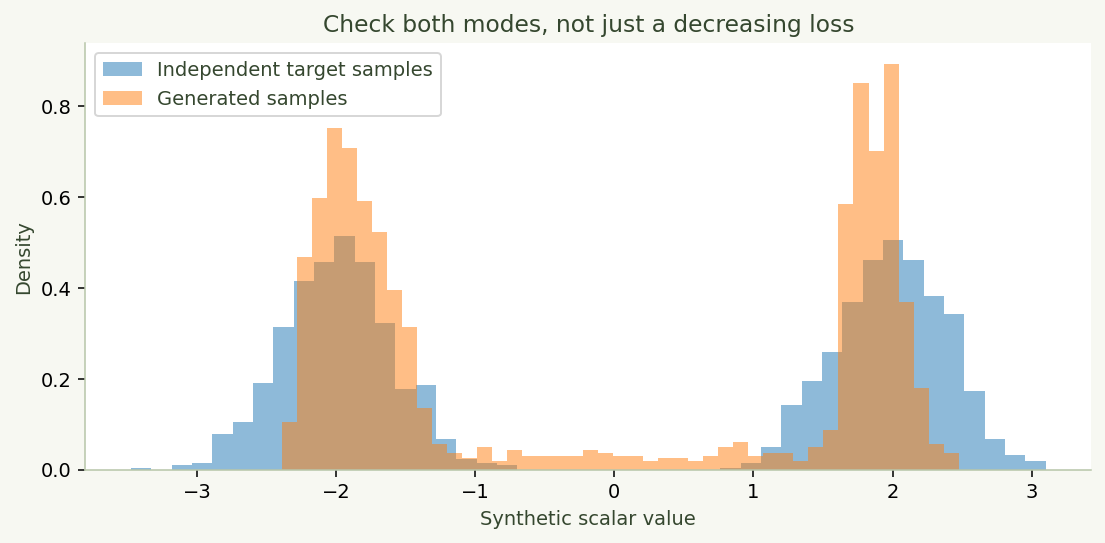 Check both modes, not just a decreasing loss
Independent target samples
Generated samples
Density
0.8
0.6
0.4
0.2
0.0
−3
−2
−1
0
1
2
3
Synthetic scalar value